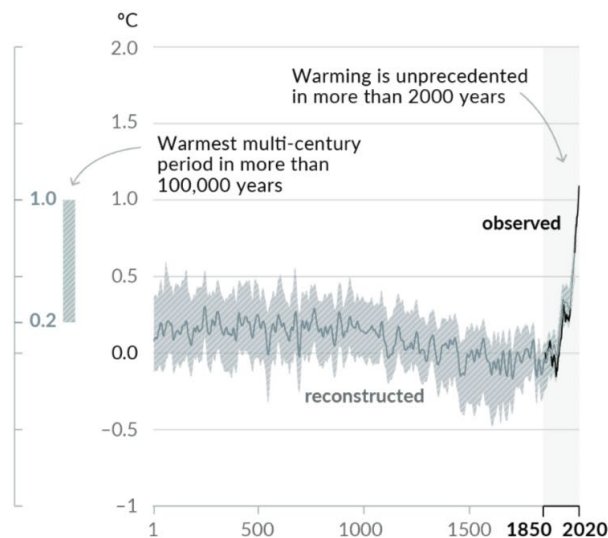 °C
2.0
1.5
1.0
0.5
0.0
−0.5
−1
Warming is unprecedented
in more than 2000 years
Warmest multi-century
period in more than
100,000 years
1.0
0.2
observed
reconstructed
1
500
1000
1500
1850
2020